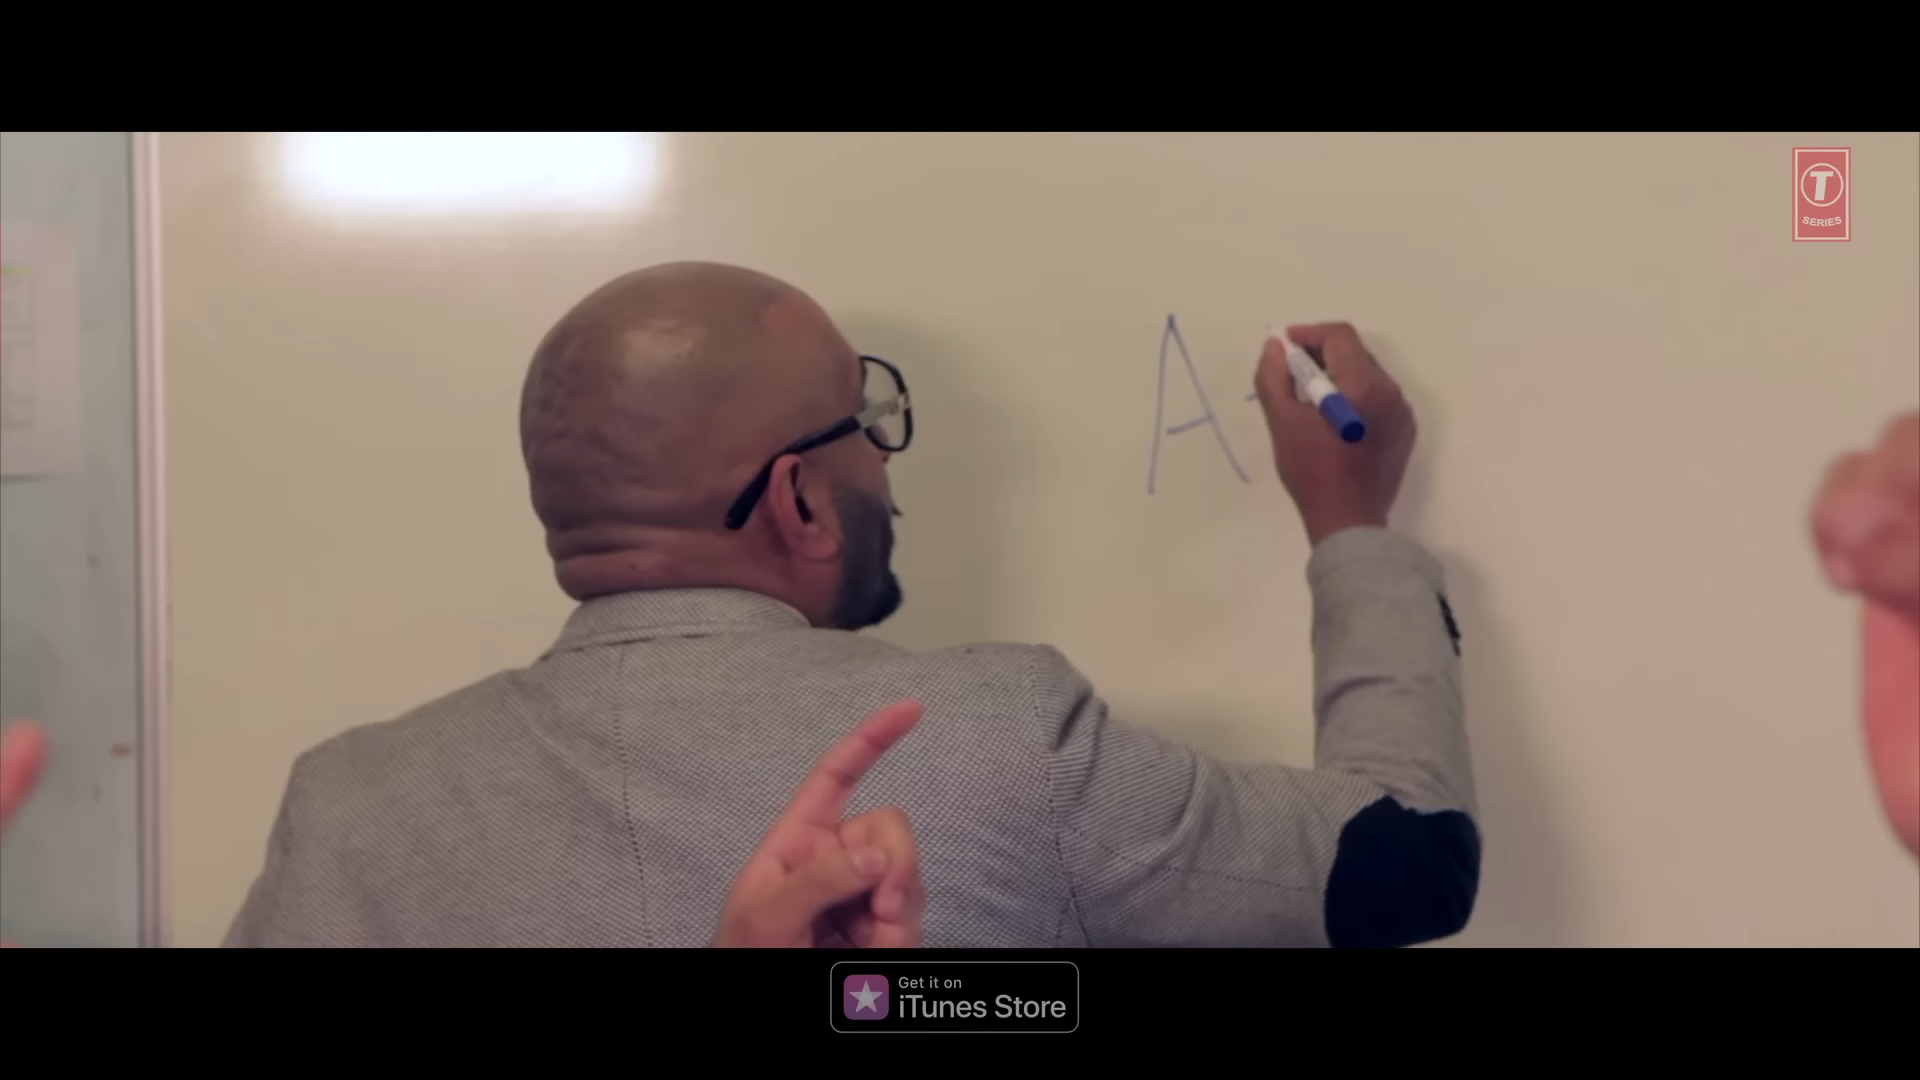 T
SERIES
A
Get it on
iTunes Store